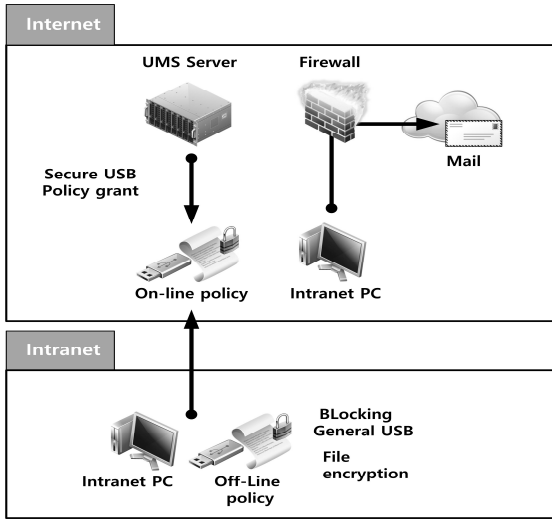 Internet
UMS Server
Firewall
Mail
Secure USB
Policy grant
On-line policy
Intranet PC
Intranet
BLocking
General USB
File
encryption
Intranet PC
Off-Line
policy